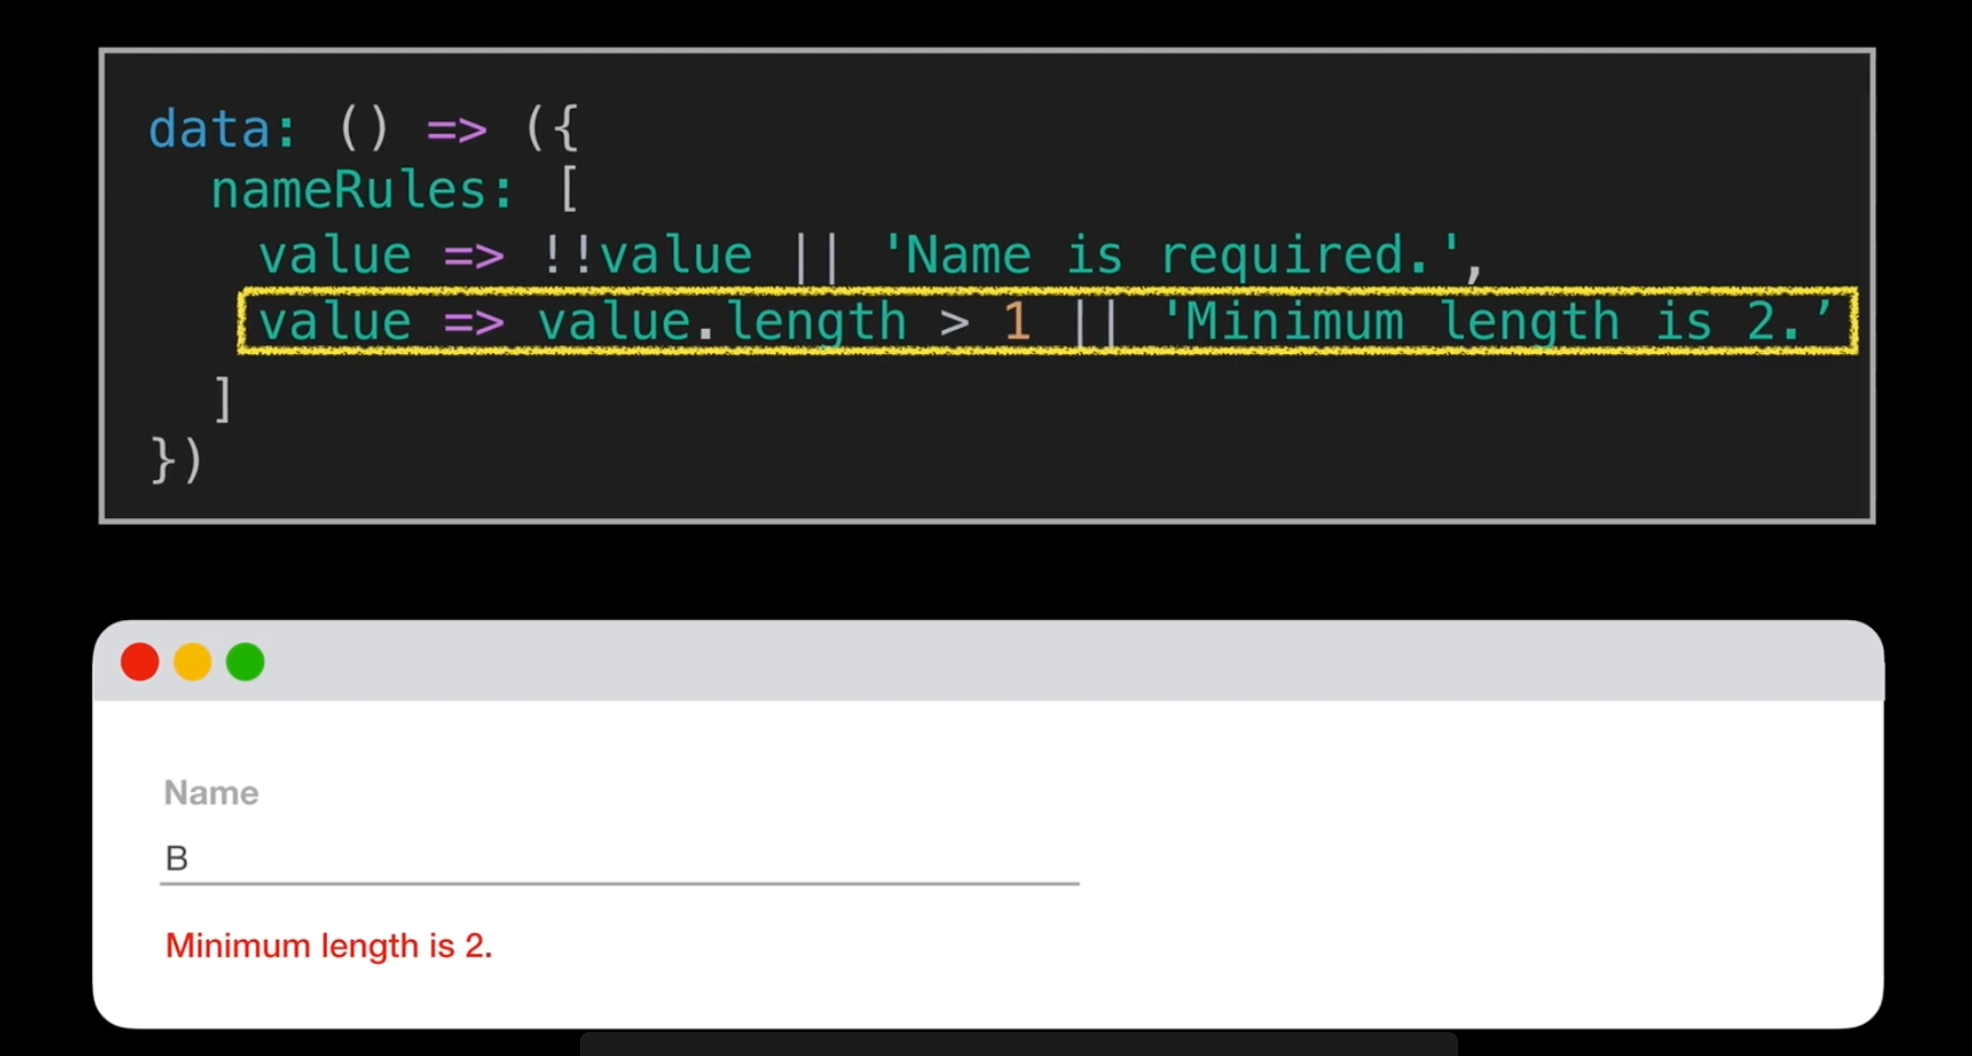 data: () => ({
nameRules: [
value => !!value || 'Name is required.',
value => value.length > 1 || 'Minimum length is 2.’
]
})
Name
B
Minimum length is 2.